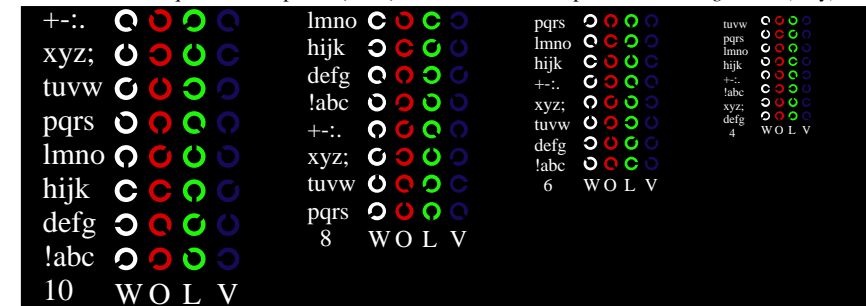 +-:.
xyz;
tuvw
pqrs
lmno
hijk
defg
!abc
10 W O L V
lmno
hijk
defg
!abc
+-:.
xyz;
tuvw
pqrs
8 W O L V
pqrs
lmno
hijk
+-:.
xyz;
tuvw
defg
!abc
6 W O L V
tuvw
pqrs
lmno
hijk
+-:.
!abc
xyz;
defg
4 W O L V